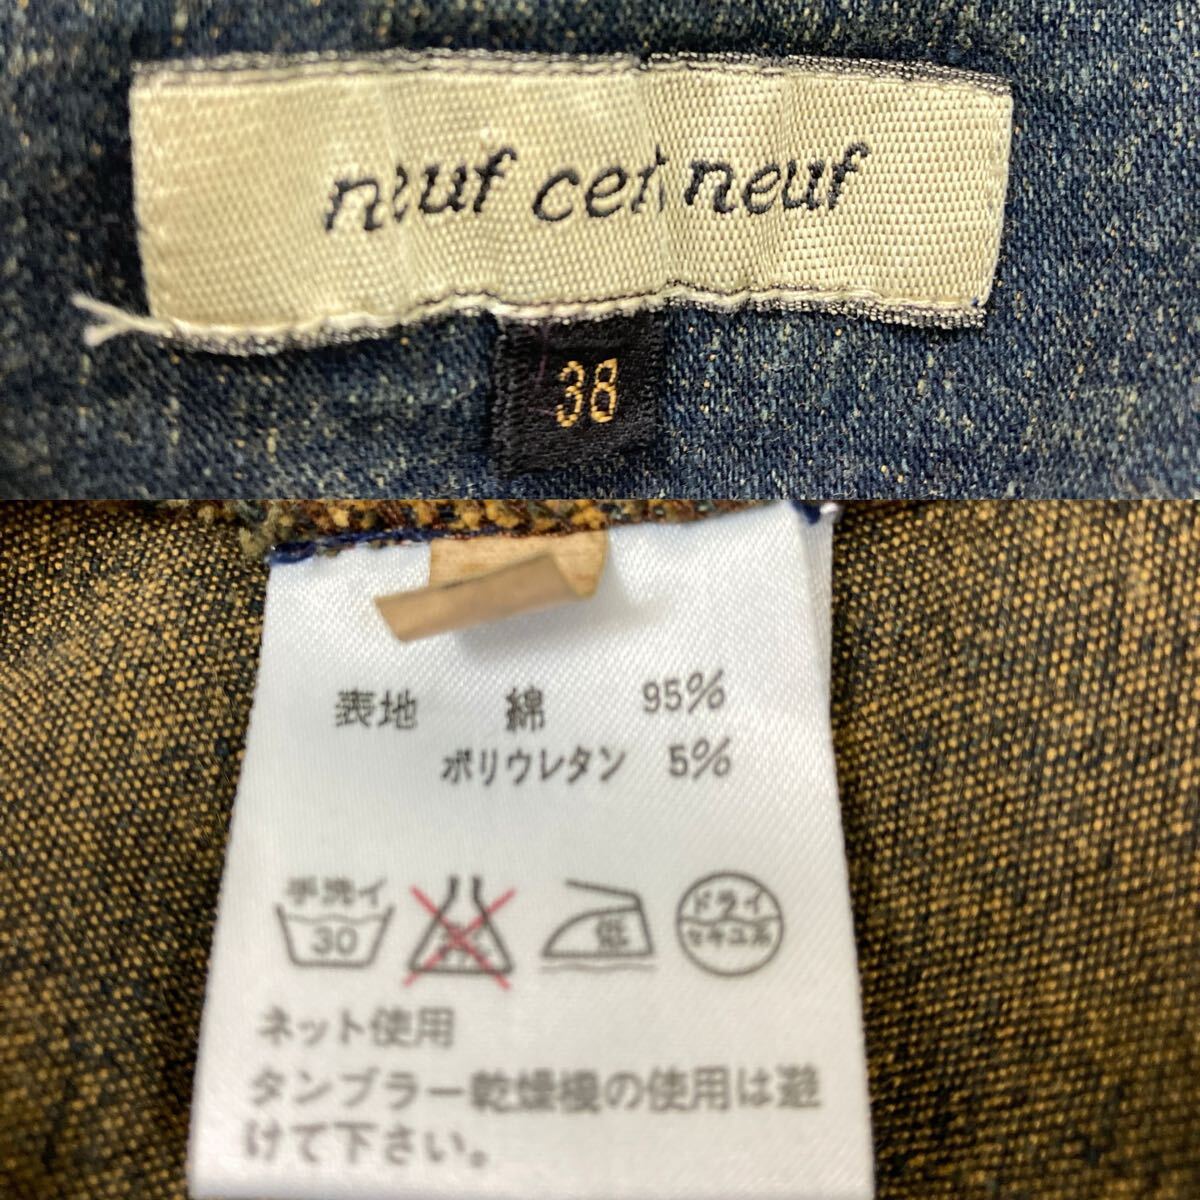 neuf cet neuf
38
表地 綿 95%
ポリウレタン 5%
手洗イ
30
低
ドライ
セキユ系
ネット使用
タンブラー乾燥機の使用は避
けて下さい。